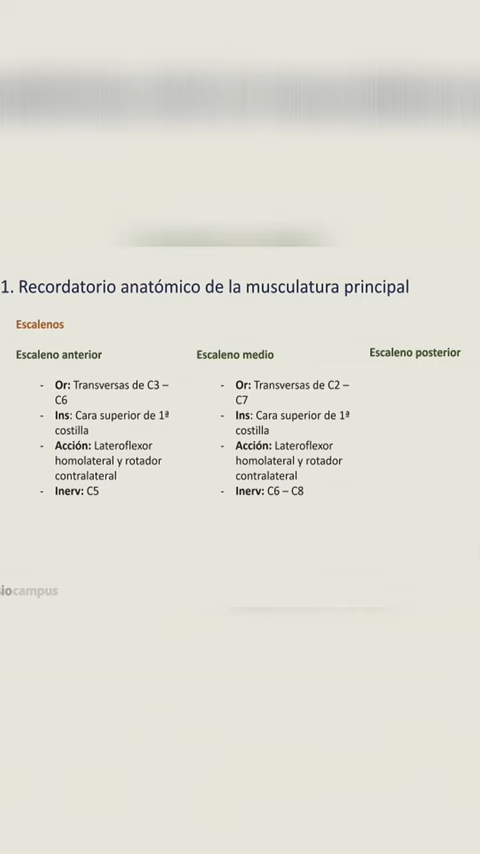 1. Recordatorio anatómico de la musculatura principal
Escalenos
Escaleno anterior
- Or: Transversas de C3 –
C6
- Ins: Cara superior de 1ª
costilla
- Acción: Lateroflexor
homolateral y rotador
contralateral
- Inerv: C5
Escaleno medio
- Or: Transversas de C2 –
C7
- Ins: Cara superior de 1ª
costilla
- Acción: Lateroflexor
homolateral y rotador
contralateral
- Inerv: C6 – C8
Escaleno posterior
iocampus